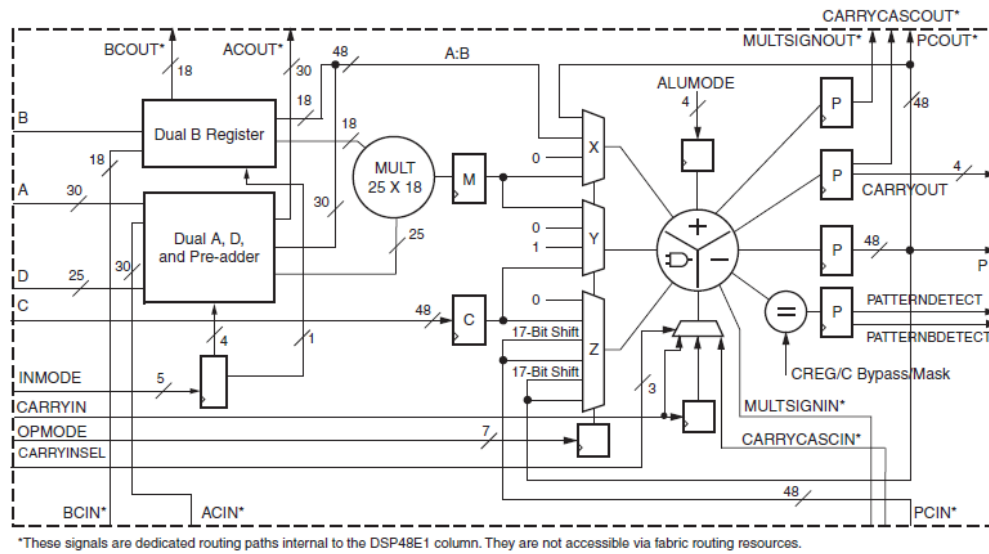 CARRYCASCOUT*
BCOUT* ACOUT* MULTSIGNOUT* PCOUT*
18 30 48 A:B
ALUMODE
4
P
48
B
18
Dual B Register
18
18
0
X
MULT
25 X 18
M
P
4
CARRYOUT
A
30
30
Dual A, D,
and Pre-adder
25
0
1
Y
+
−
P
48
P
D
25
30
C
48
C
0
17-Bit Shift
17-Bit Shift
Z
=
P
PATTERNDETECT
PATTERNBDETECT
4
1
3
CREG/C Bypass/Mask
INMODE
5
CARRYIN
MULTSIGNIN*
OPMODE
7
CARRYCASCIN*
CARRYINSEL
48
BCIN* ACIN* PCIN*
*These signals are dedicated routing paths internal to the DSP48E1 column. They are not accessible via fabric routing resources.